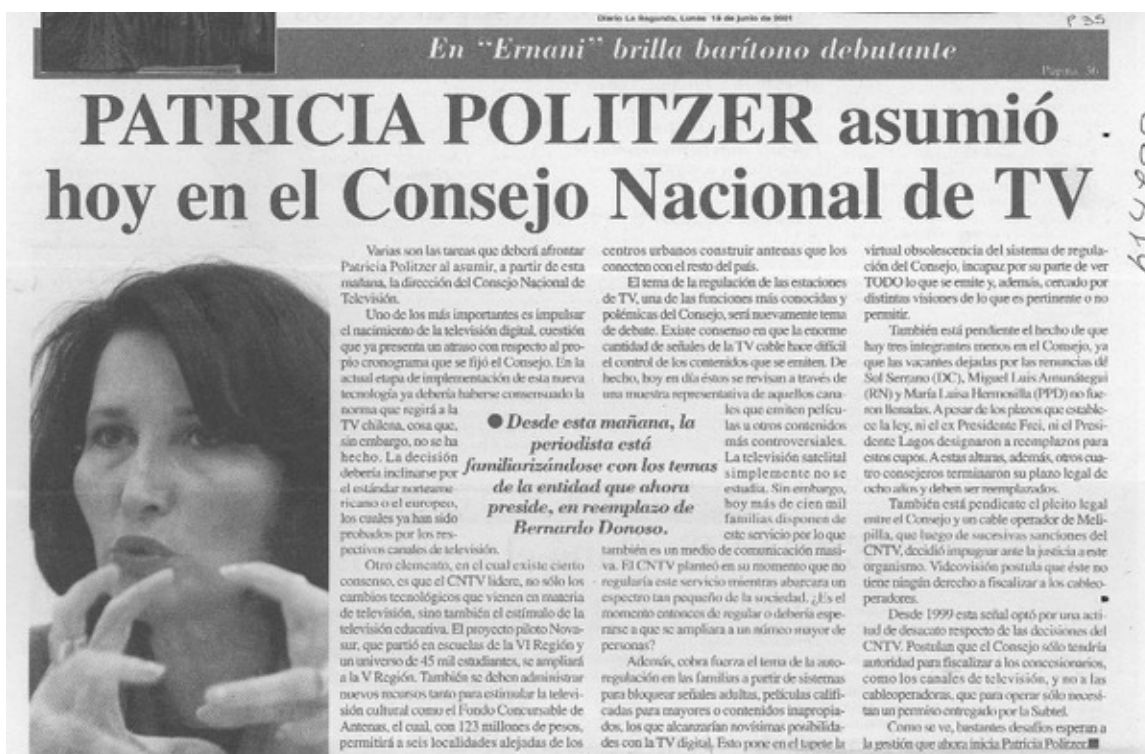 Diario La Segunda, Lunes 18 de junio de 2001
P 35
En "Ernani" brilla barítono debutante
Página 36
PATRICIA POLITZER asumió
hoy en el Consejo Nacional de TV
Varias son las tareas que deberá afrontar
Patricia Politzer al asumir, a partir de esta
mañana, la dirección del Consejo Nacional de
Televisión.
Uno de los más importantes es impulsar
el nacimiento de la televisión digital, cuestión
que ya presenta un atraso con respecto al pro-
pio cronograma que se fijó el Consejo. En la
actual etapa de implementación de esta nueva
tecnología ya debería haberse consensuado la
norma que regirá a la
TV chilena, cosa que,
sin embargo, no se ha
hecho. La decisión
debería inclinarse por
el estándar norteame-
ricano o el europeo,
los cuales ya han sido
probados por los res-
pectivos canales de televisión.
Otro elemento, en el cual existe cierto
consenso, es que el CNTV lidere, no sólo los
cambios tecnológicos que vienen en materia
de televisión, sino también el estímulo de la
televisión educativa. El proyecto piloto Nova-
sur, que partió en escuelas de la VI Región y
un universo de 45 mil estudiantes, se ampliará
a la V Región. También se deben administrar
nuevos recursos tanto para estimular la televi-
sión cultural como el Fondo Concursable de
Antenas, el cual, con 123 millones de pesos,
permitirá a seis localidades alejadas de los
● Desde esta mañana, la
periodista está
familiarizándose con los temas
de la entidad que ahora
preside, en reemplazo de
Bernardo Donoso.
centros urbanos construir antenas que los
conecten con el resto del país.
El tema de la regulación de las estaciones
de TV, una de las funciones más conocidas y
polémicas del Consejo, será nuevamente tema
de debate. Existe consenso en que la enorme
cantidad de señales de la TV cable hace difícil
el control de los contenidos que se emiten. De
hecho, hoy en día éstos se revisan a través de
una muestra representativa de aquellos cana-
les que emiten pelícu-
las u otros contenidos
más controversiales.
La televisión satelital
simplemente no se
estudia. Sin embargo,
hoy más de cien mil
familias disponen de
este servicio por lo que
también es un medio de comunicación masi-
va. El CNTV planteó en su momento que no
regularía este servicio mientras abarcara un
espectro tan pequeño de la sociedad. ¿Es el
momento entonces de regular o debería espe-
rarse a que se ampliara a un número mayor de
personas?
Además, cobra fuerza el tema de la auto-
regulación en las familias a partir de sistemas
para bloquear señales adultas, películas califi-
cadas para mayores o contenidos inapropia-
dos, los que alcanzarían novísimas posibilida-
des con la TV digital. Esto pone en el tapete la
virtual obsolescencia del sistema de regula-
ción del Consejo, incapaz por su parte de ver
TODO lo que se emite y, además, cercado por
distintas visiones de lo que es pertinente o no
permitir.
También está pendiente el hecho de que
hay tres integrantes menos en el Consejo, ya
que las vacantes dejadas por las renuncias de
Sol Serrano (DC), Miguel Luis Amunátegui
(RN) y María Luisa Hermosilla (PPD) no fue-
ron llenadas. A pesar de los plazos que estable-
ce la ley, ni el ex Presidente Frei, ni el Presi-
dente Lagos designaron a reemplazos para
estos cupos. A estas alturas, además, otros cua-
tro consejeros terminaron su plazo legal de
ocho años y deben ser reemplazados.
También está pendiente el pleito legal
entre el Consejo y un cable operador de Meli-
pilla, que luego de sucesivas sanciones del
CNTV, decidió impugnar ante la justicia a este
organismo. Videovisión postula que éste no
tiene ningún derecho a fiscalizar a los cableo-
peradores.
Desde 1999 esta señal optó por una acti-
tud de desacato respecto de las decisiones del
CNTV. Postulan que el Consejo sólo tendría
autoridad para fiscalizar a los concesionarios,
como los canales de televisión, y no a las
cableoperadoras, que para operar sólo necesi-
tan un permiso entregado por la Subtel.
Como se ve, bastantes desafíos esperan a
la gestión que ahora inicia Patricia Politzer.■